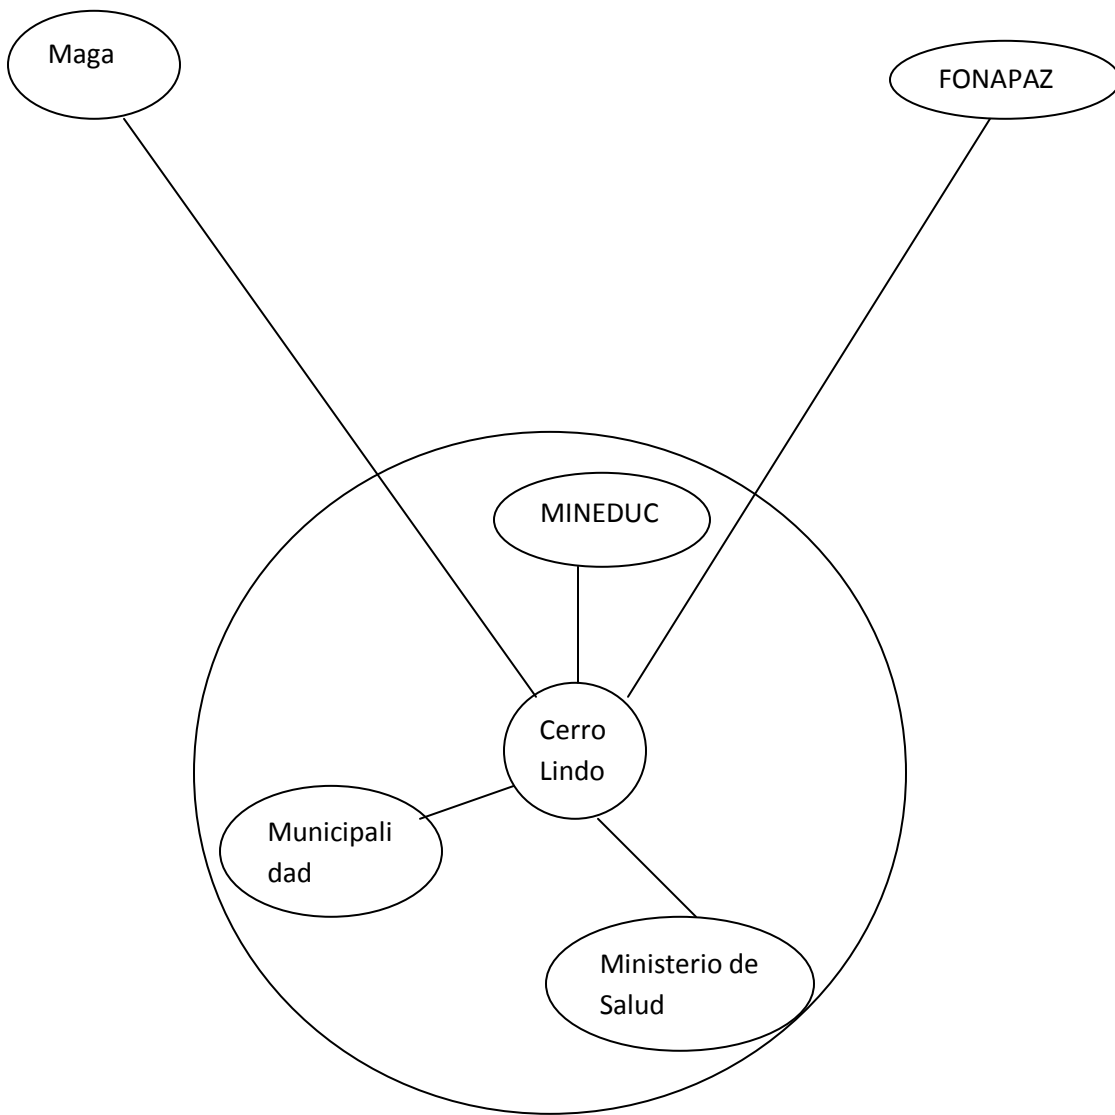 Maga
FONAPAZ
MINEDUC
Cerro
Lindo
Municipali
dad
Ministerio de
Salud